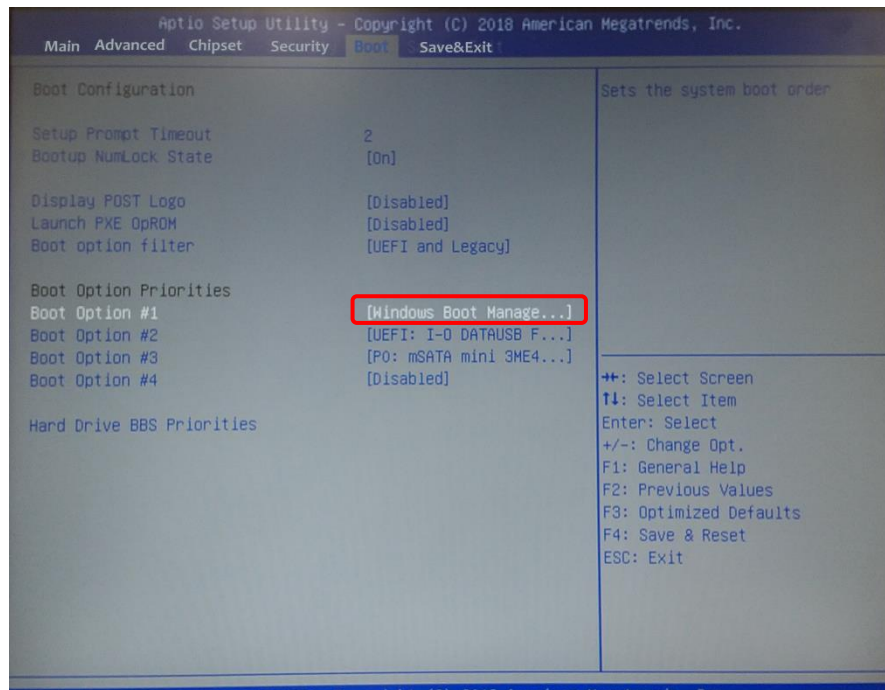 Aptio Setup Utility – Copyright (C) 2018 American Megatrends, Inc.
Main Advanced Chipset Security Boot Save&Exit
Boot Configuration
Setup Prompt Timeout 2
Bootup NumLock State [On]
Display POST Logo [Disabled]
Launch PXE OpROM [Disabled]
Boot option filter [UEFI and Legacy]
Boot Option Priorities
Boot Option #1 [Windows Boot Manage...]
Boot Option #2 [UEFI: I-O DATAUSB F...]
Boot Option #3 [P0: mSATA mini 3ME4...]
Boot Option #4 [Disabled]
Hard Drive BBS Priorities
Sets the system boot order
→←: Select Screen
↑↓: Select Item
Enter: Select
+/-: Change Opt.
F1: General Help
F2: Previous Values
F3: Optimized Defaults
F4: Save & Reset
ESC: Exit